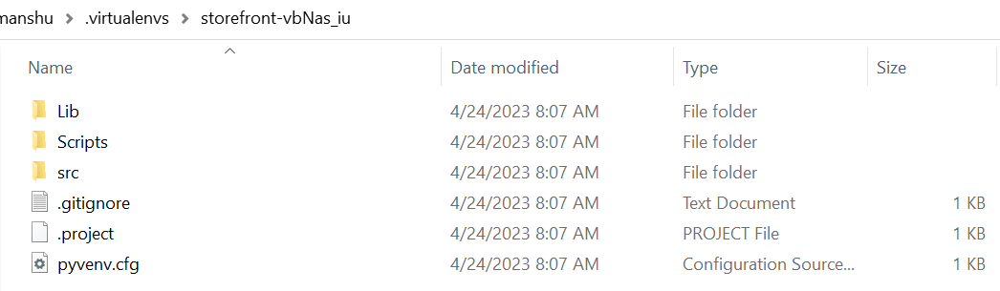 manshu > .virtualenvs > storefront-vbNas_iu
Name Date modified Type Size
Lib 4/24/2023 8:07 AM File folder
Scripts 4/24/2023 8:07 AM File folder
src 4/24/2023 8:07 AM File folder
.gitignore 4/24/2023 8:07 AM Text Document 1 KB
.project 4/24/2023 8:07 AM PROJECT File 1 KB
pyvenv.cfg 4/24/2023 8:07 AM Configuration Source... 1 KB